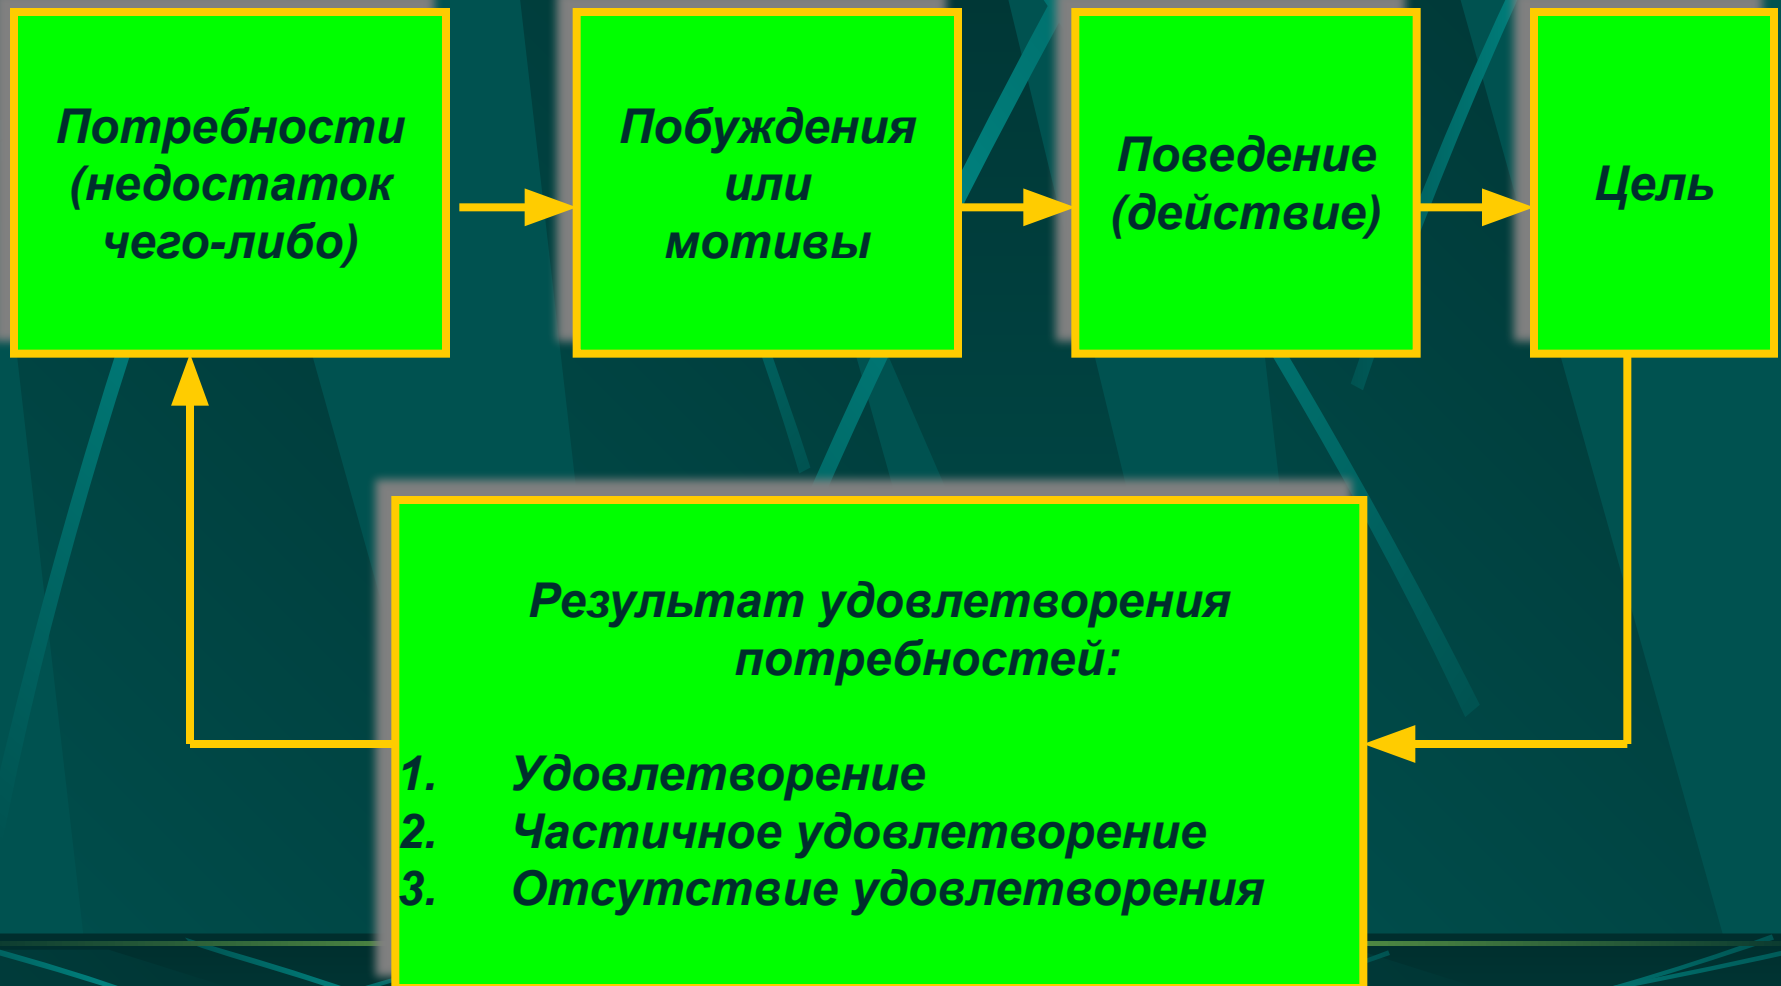 Потребности
(недостаток
чего-либо)
Побуждения
или
мотивы
Поведение
(действие)
Цель
Результат удовлетворения
потребностей:
1. Удовлетворение
2. Частичное удовлетворение
3. Отсутствие удовлетворения